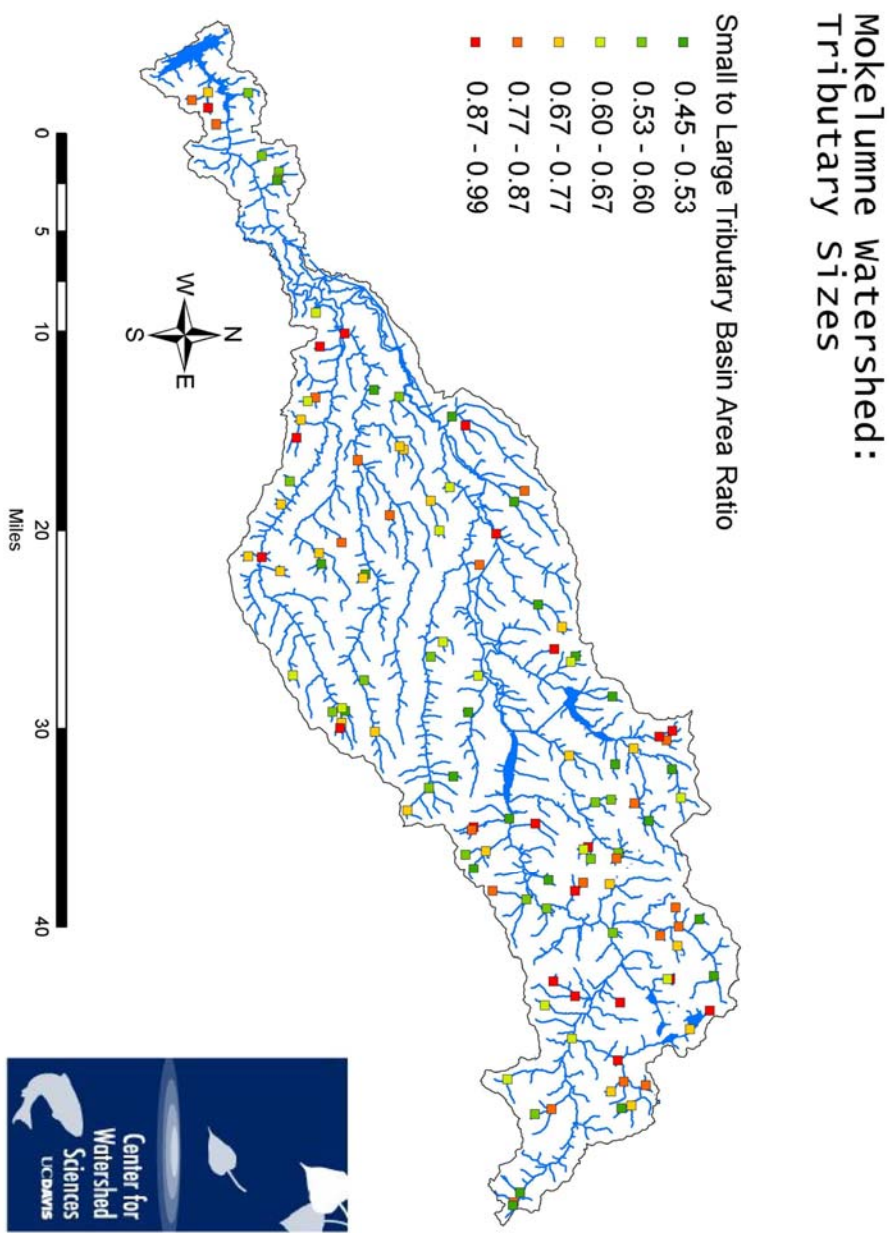 Mokelumne Watershed:
Tributary Sizes
Small to Large Tributary Basin Area Ratio
0.45 - 0.53
0.53 - 0.60
0.60 - 0.67
0.67 - 0.77
0.77 - 0.87
0.87 - 0.99
N
W
E
S
0 5 10 20 30 40
Miles
Center for
Watershed
Sciences
UCDAVIS